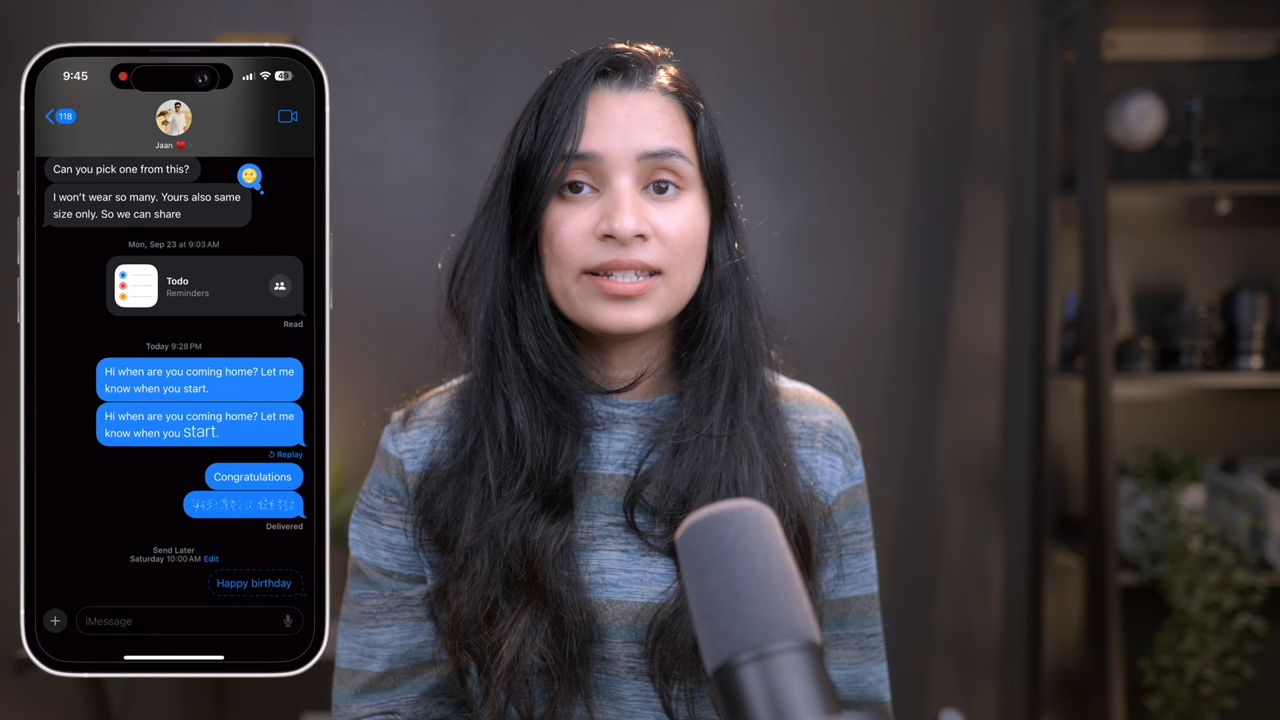 9:45
49
118
Jaan ❤️ >
Can you pick one from this?
I won't wear so many. Yours also same
size only. So we can share
Mon, Sep 23 at 9:03 AM
Todo
Reminders
Read
Today 9:28 PM
Hi when are you coming home? Let me
know when you start.
Hi when are you coming home? Let me
know when you start.
Replay
Congratulations
Delivered
Send Later
Saturday 10:00 AM Edit
Happy birthday
iMessage